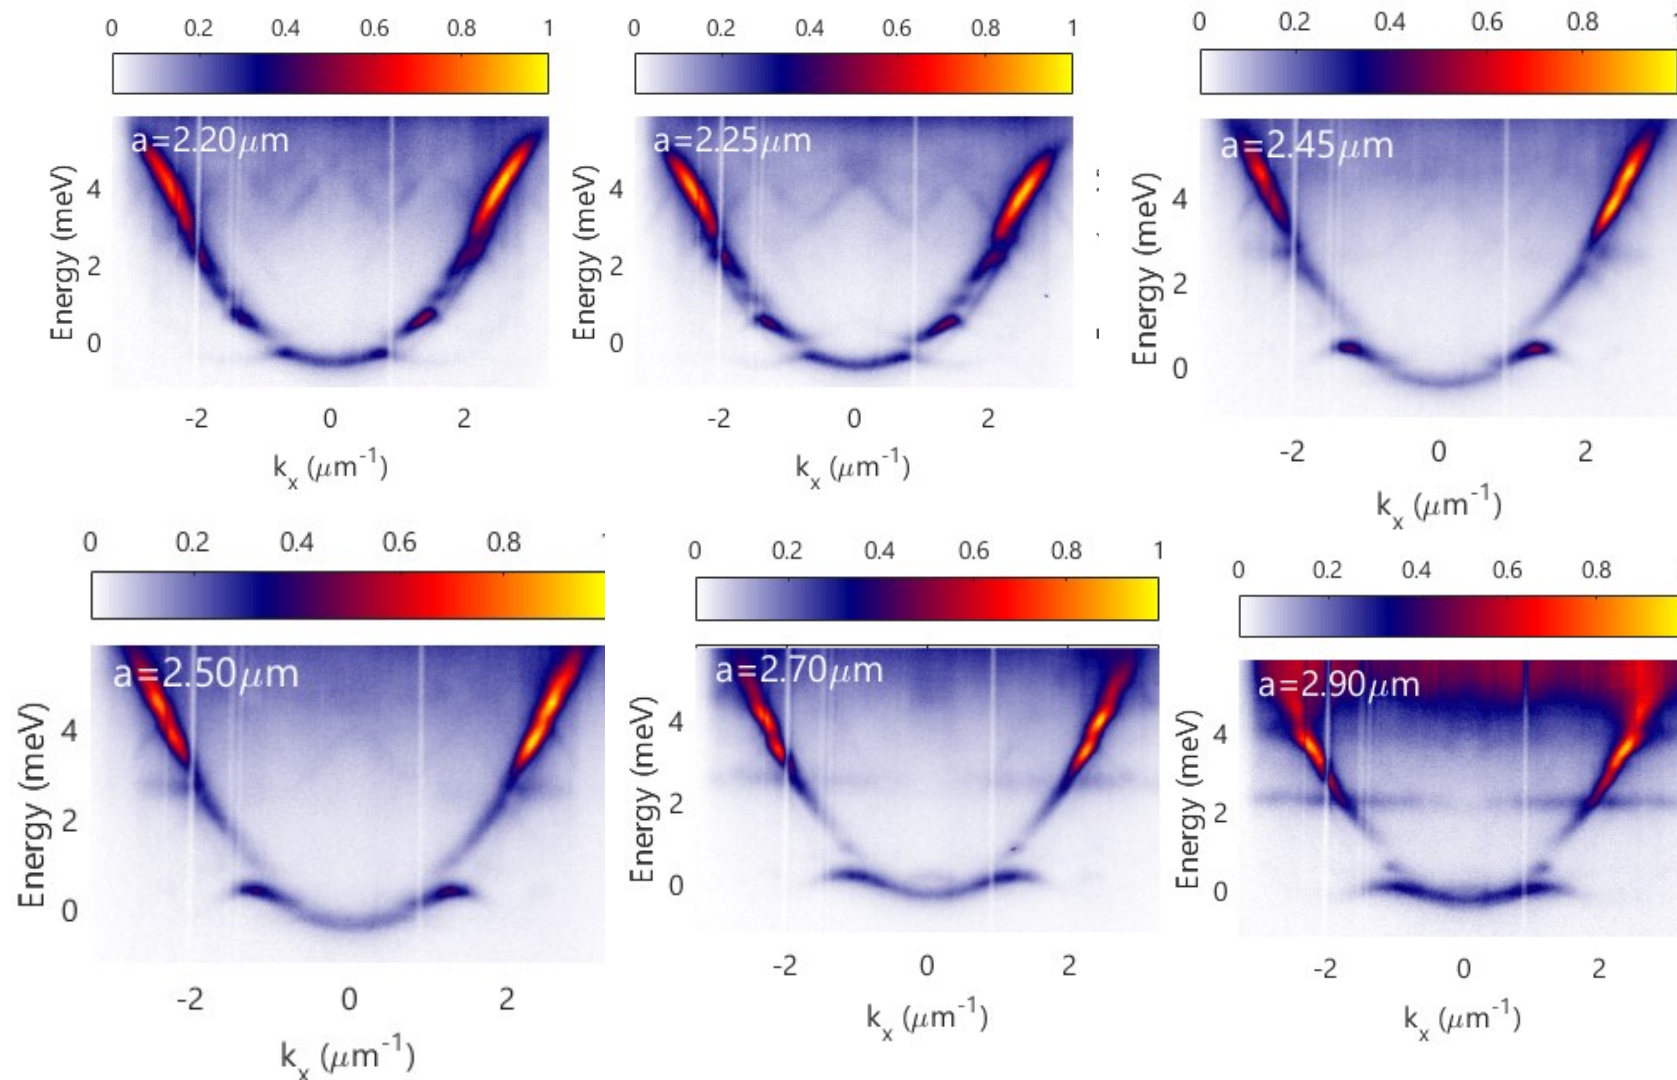 0 0.2 0.4 0.6 0.8 1
a=2.20μm
Energy (meV)
4
2
0
-2 0 2
kx (μm-1)
0 0.2 0.4 0.6 0.8 1
a=2.25μm
Energy (meV)
4
2
0
-2 0 2
kx (μm-1)
0 0.2 0.4 0.6 0.8
a=2.45μm
Energy (meV)
4
2
0
-2 0 2
kx (μm-1)
0 0.2 0.4 0.6 0.8
a=2.50μm
Energy (meV)
4
2
0
-2 0 2
kx (μm-1)
0 0.2 0.4 0.6 0.8 1
a=2.70μm
Energy (meV)
4
2
0
-2 0 2
kx (μm-1)
0 0.2 0.4 0.6 0.8
a=2.90μm
Energy (meV)
4
2
0
-2 0 2
kx (μm-1)